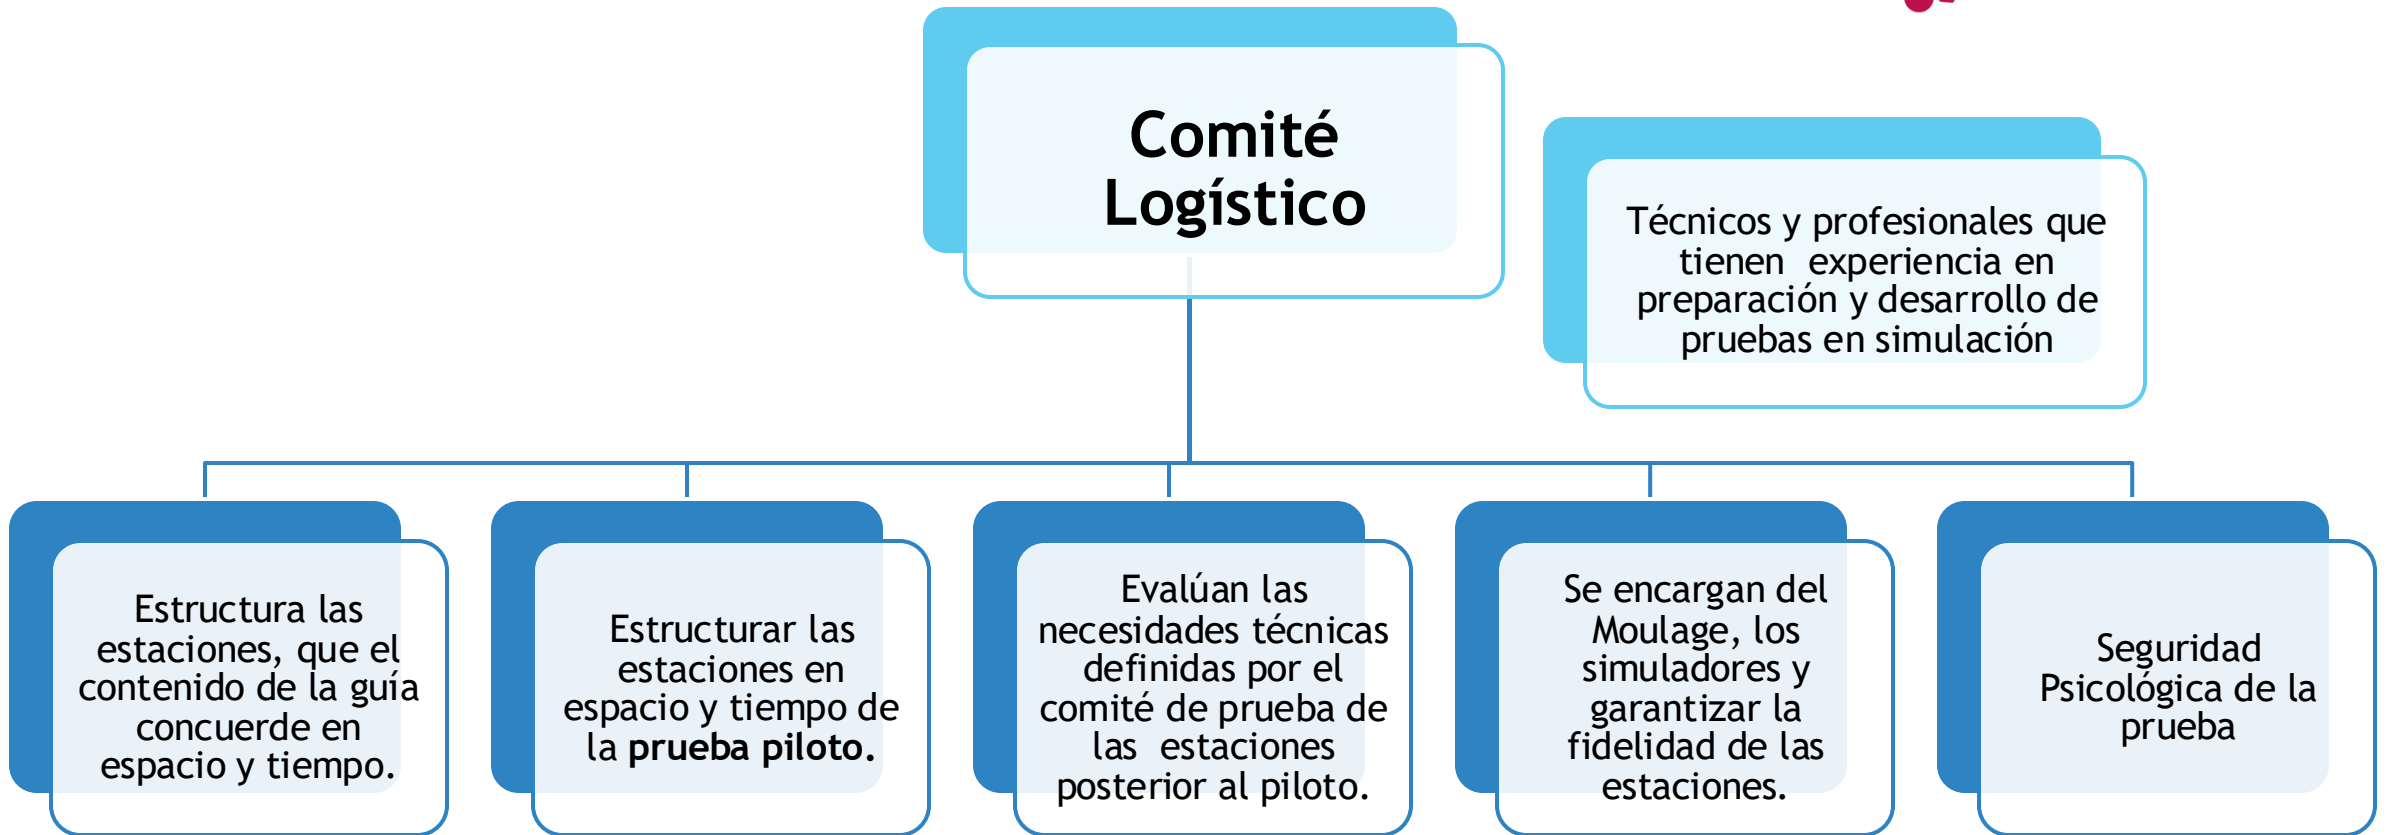 Comité
Logístico
Técnicos y profesionales que
tienen experiencia en
preparación y desarrollo de
pruebas en simulación
Estructura las
estaciones, que el
contenido de la guía
concuerde en
espacio y tiempo.
Estructurar las
estaciones en
espacio y tiempo de
la prueba piloto.
Evalúan las
necesidades técnicas
definidas por el
comité de prueba de
las estaciones
posterior al piloto.
Se encargan del
Moulage, los
simuladores y
garantizar la
fidelidad de las
estaciones.
Seguridad
Psicológica de la
prueba